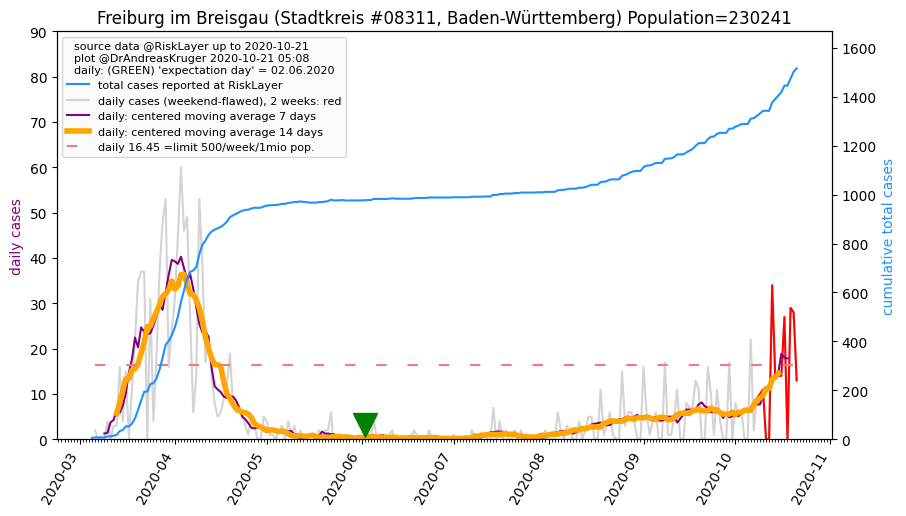 Freiburg im Breisgau (Stadtkreis #08311, Baden-Württemberg) Population=230241
source data @RiskLayer up to 2020-10-21
plot @DrAndreasKruger 2020-10-21 05:08
daily: (GREEN) 'expectation day' = 02.06.2020
total cases reported at RiskLayer
daily cases (weekend-flawed), 2 weeks: red
daily: centered moving average 7 days
daily: centered moving average 14 days
daily 16.45 =limit 500/week/1mio pop.
daily cases
90
80
70
60
50
40
30
20
10
0
cumulative total cases
1600
1400
1200
1000
800
600
400
200
0
2020-03
2020-04
2020-05
2020-06
2020-07
2020-08
2020-09
2020-10
2020-11